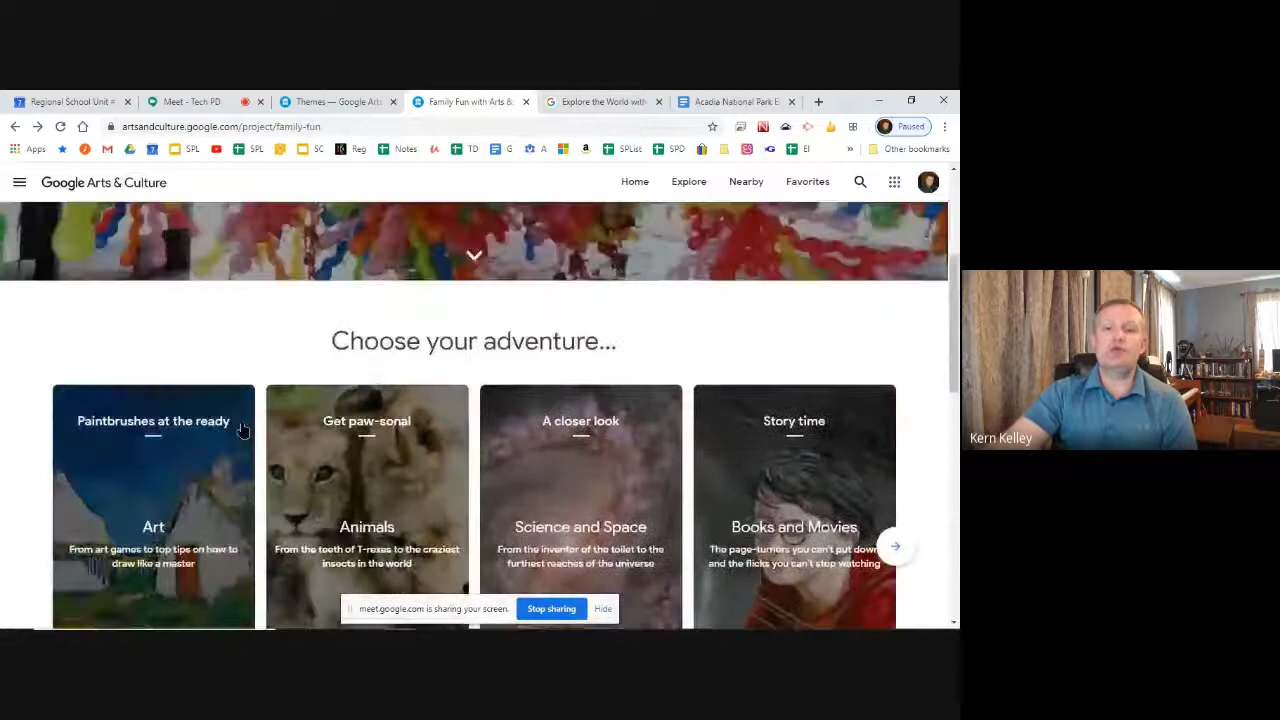 Regional School Unit #
Meet - Tech PD
Themes — Google Arts
Family Fun with Arts &
Explore the World with
Acadia National Park E
artsandculture.google.com/project/family-fun
Paused
Apps
SPL
SPL
SC
Reg
Notes
TD
G
A
SPList
SPD
EI
»
Other bookmarks
Google Arts & Culture
Home
Explore
Nearby
Favorites
Choose your adventure...
Paintbrushes at the ready
Art
From art games to top tips on how to
draw like a master
Get paw-sonal
Animals
From the teeth of T-rexes to the craziest
insects in the world
A closer look
Science and Space
From the inventor of the toilet to the
furthest reaches of the universe
Story time
Books and Movies
The page-turners you can't put down
and the flicks you can't stop watching
meet.google.com is sharing your screen.
Stop sharing
Hide
Kern Kelley